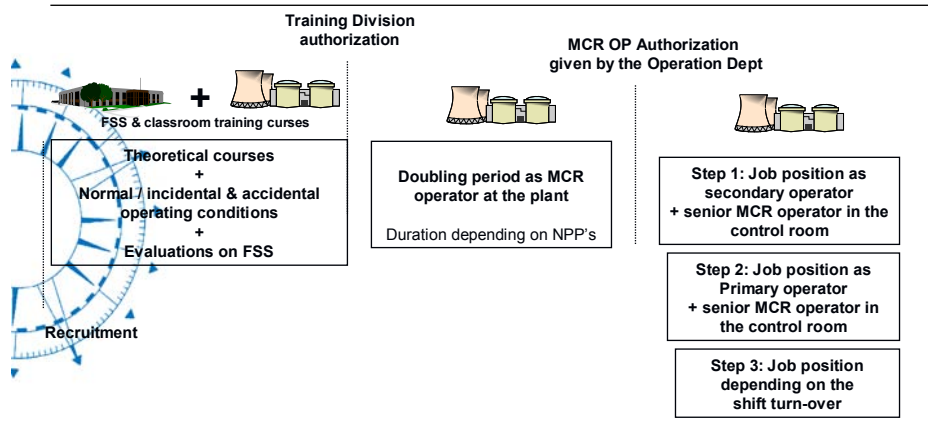 Training Division
authorization
MCR OP Authorization
given by the Operation Dept
+
FSS & classroom training curses
Theoretical courses
+
Normal / incidental & accidental
operating conditions
+
Evaluations on FSS
Recruitment
Doubling period as MCR
operator at the plant
Duration depending on NPP's
Step 1: Job position as
secondary operator
+ senior MCR operator in the
control room
Step 2: Job position as
Primary operator
+ senior MCR operator in
the control room
Step 3: Job position
depending on the
shift turn-over